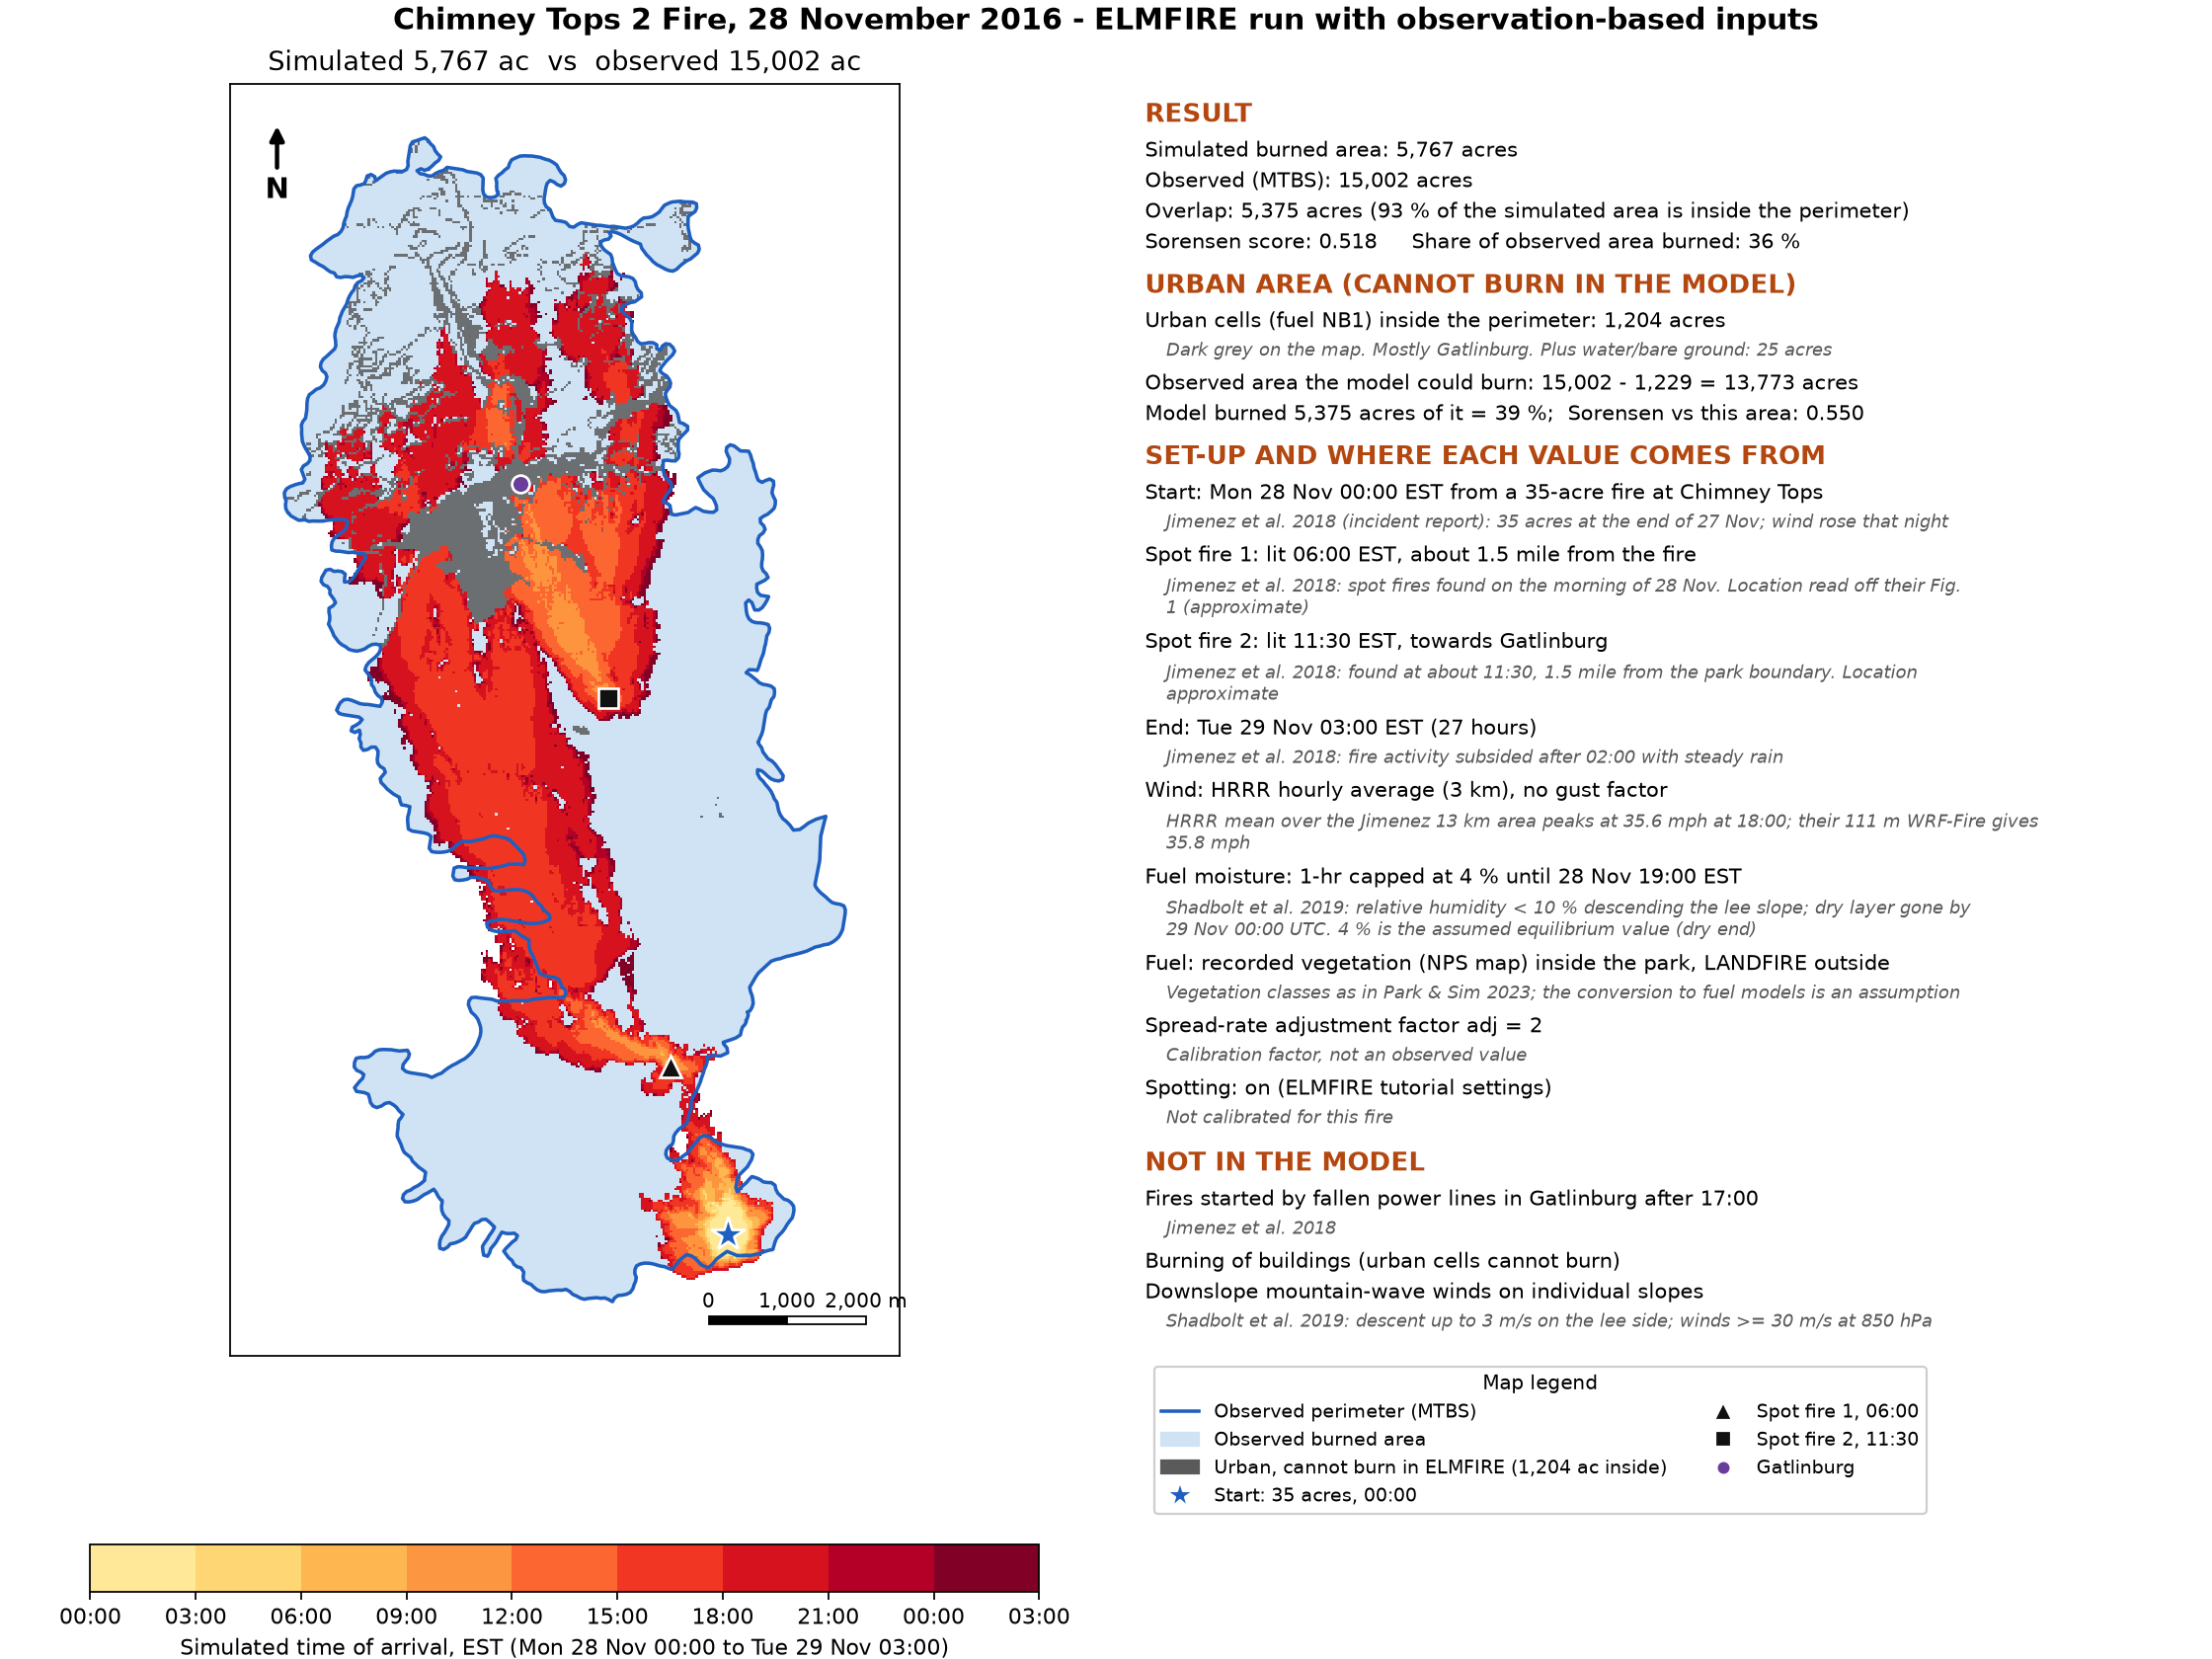 Chimney Tops 2 Fire, 28 November 2016 - ELMFIRE run with observation-based inputs
Simulated 5,767 ac  vs  observed 15,002 ac
N
0 1,000 2,000 m
00:00 03:00 06:00 09:00 12:00 15:00 18:00 21:00 00:00 03:00
Simulated time of arrival, EST (Mon 28 Nov 00:00 to Tue 29 Nov 03:00)
RESULT
Simulated burned area: 5,767 acres
Observed (MTBS): 15,002 acres
Overlap: 5,375 acres (93 % of the simulated area is inside the perimeter)
Sorensen score: 0.518     Share of observed area burned: 36 %
URBAN AREA (CANNOT BURN IN THE MODEL)
Urban cells (fuel NB1) inside the perimeter: 1,204 acres
Dark grey on the map. Mostly Gatlinburg. Plus water/bare ground: 25 acres
Observed area the model could burn: 15,002 - 1,229 = 13,773 acres
Model burned 5,375 acres of it = 39 %;  Sorensen vs this area: 0.550
SET-UP AND WHERE EACH VALUE COMES FROM
Start: Mon 28 Nov 00:00 EST from a 35-acre fire at Chimney Tops
Jimenez et al. 2018 (incident report): 35 acres at the end of 27 Nov; wind rose that night
Spot fire 1: lit 06:00 EST, about 1.5 mile from the fire
Jimenez et al. 2018: spot fires found on the morning of 28 Nov. Location read off their Fig.
1 (approximate)
Spot fire 2: lit 11:30 EST, towards Gatlinburg
Jimenez et al. 2018: found at about 11:30, 1.5 mile from the park boundary. Location
approximate
End: Tue 29 Nov 03:00 EST (27 hours)
Jimenez et al. 2018: fire activity subsided after 02:00 with steady rain
Wind: HRRR hourly average (3 km), no gust factor
HRRR mean over the Jimenez 13 km area peaks at 35.6 mph at 18:00; their 111 m WRF-Fire gives
35.8 mph
Fuel moisture: 1-hr capped at 4 % until 28 Nov 19:00 EST
Shadbolt et al. 2019: relative humidity < 10 % descending the lee slope; dry layer gone by
29 Nov 00:00 UTC. 4 % is the assumed equilibrium value (dry end)
Fuel: recorded vegetation (NPS map) inside the park, LANDFIRE outside
Vegetation classes as in Park & Sim 2023; the conversion to fuel models is an assumption
Spread-rate adjustment factor adj = 2
Calibration factor, not an observed value
Spotting: on (ELMFIRE tutorial settings)
Not calibrated for this fire
NOT IN THE MODEL
Fires started by fallen power lines in Gatlinburg after 17:00
Jimenez et al. 2018
Burning of buildings (urban cells cannot burn)
Downslope mountain-wave winds on individual slopes
Shadbolt et al. 2019: descent up to 3 m/s on the lee side; winds >= 30 m/s at 850 hPa
Map legend
Observed perimeter (MTBS)
Observed burned area
Urban, cannot burn in ELMFIRE (1,204 ac inside)
Start: 35 acres, 00:00
Spot fire 1, 06:00
Spot fire 2, 11:30
Gatlinburg